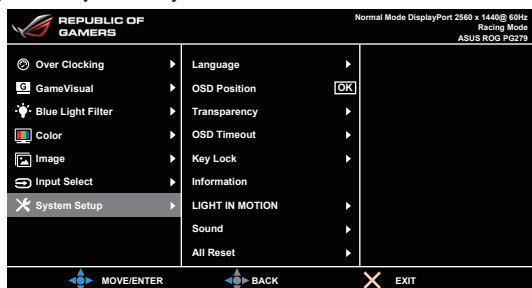 REPUBLIC OF
GAMERS
Normal Mode DisplayPort 2560 x 1440@ 60Hz
Racing Mode
ASUS ROG PG279
Over Clocking
G GameVisual
Blue Light Filter
Color
Image
Input Select
System Setup
Language
OSD Position OK
Transparency
OSD Timeout
Key Lock
Information
LIGHT IN MOTION
Sound
All Reset
MOVE/ENTER
BACK
EXIT